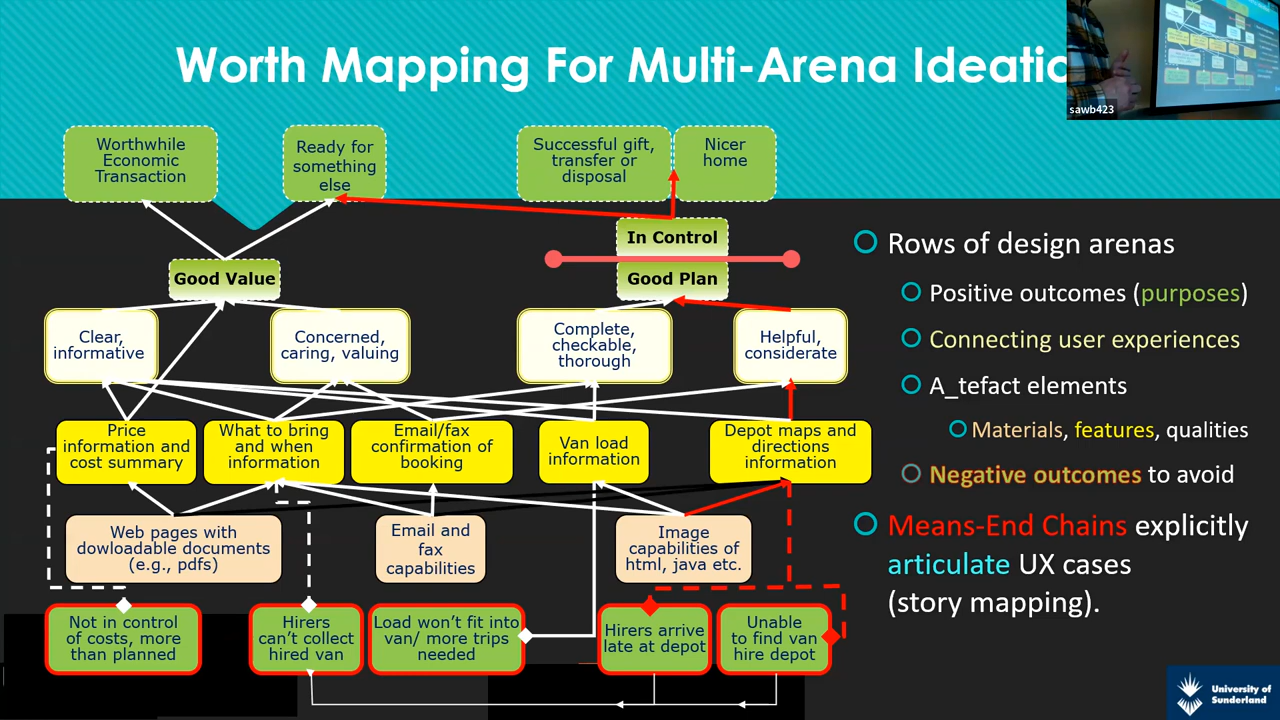 Worth Mapping For Multi-Arena Ideatio
sawb423
Worthwhile
Economic
Transaction
Ready for
something
else
Successful gift,
transfer or
disposal
Nicer
home
In Control
Good Value
Good Plan
Clear,
informative
Concerned,
caring, valuing
Complete,
checkable,
thorough
Helpful,
considerate
Price
information and
cost summary
What to bring
and when
information
Email/fax
confirmation of
booking
Van load
information
Depot maps and
directions
information
Web pages with
dowloadable documents
(e.g., pdfs)
Email and
fax
capabilities
Image
capabilities of
html, java etc.
Not in control
of costs, more
than planned
Hirers
can't collect
hired van
Load won't fit into
van/ more trips
needed
Hirers arrive
late at depot
Unable
to find van
hire depot
Rows of design arenas
Positive outcomes (purposes)
Connecting user experiences
A_tefact elements
Materials, features, qualities
Negative outcomes to avoid
Means-End Chains explicitly
articulate UX cases
(story mapping).
University of
Sunderland